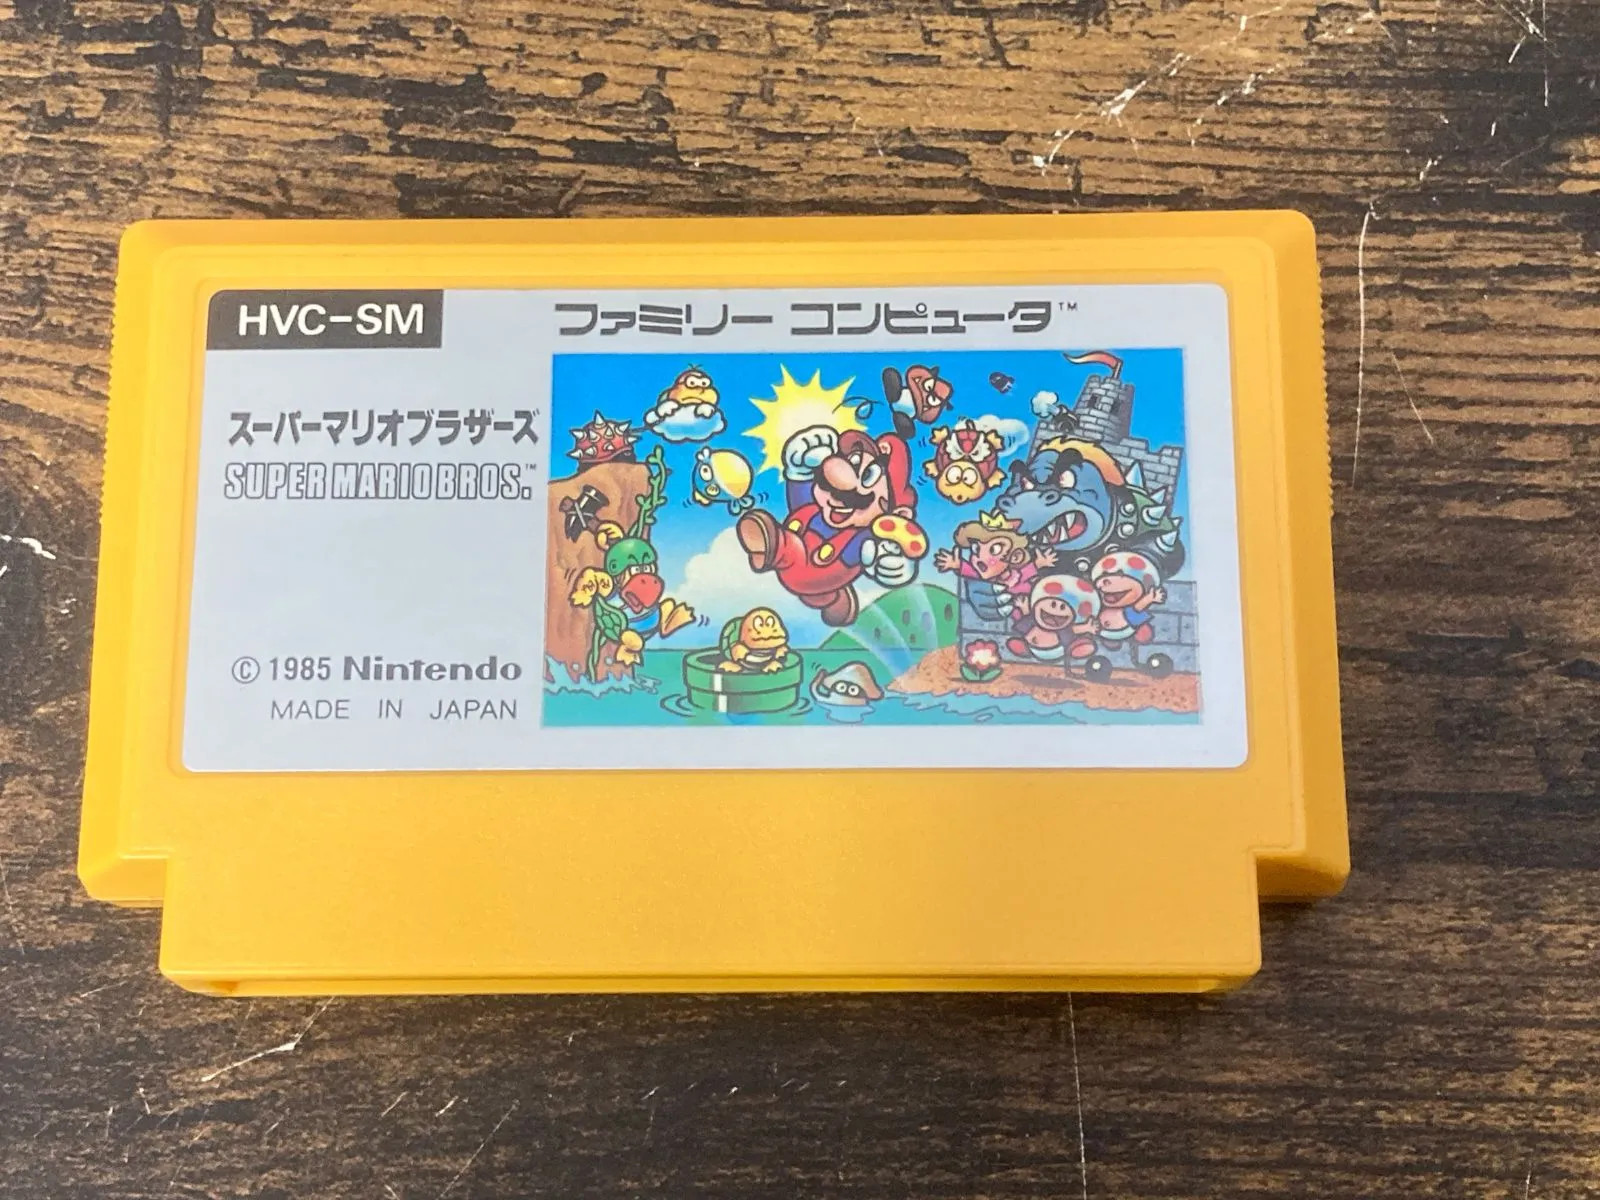 HVC-SM
ファミリー コンピュータ™
スーパーマリオブラザーズ
SUPER MARIO BROS.™
© 1985 Nintendo
MADE IN JAPAN